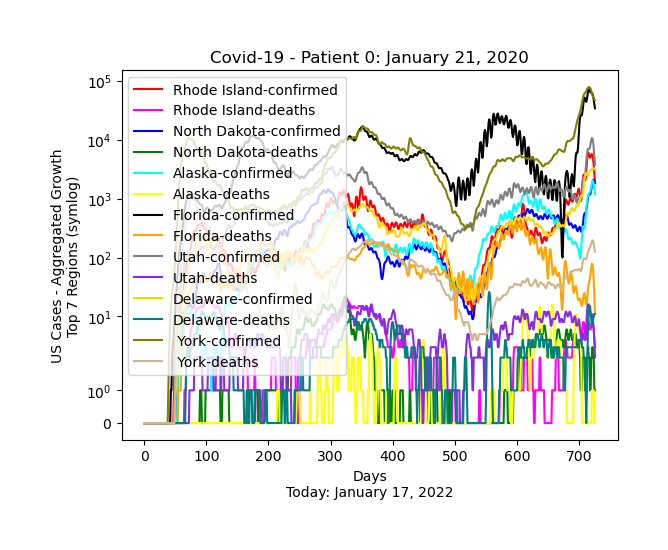 Covid-19 - Patient 0: January 21, 2020
US Cases - Aggregated Growth
Top 7 Regions (symlog)
10^5
10^4
10^3
10^2
10^1
10^0
0
Rhode Island-confirmed
Rhode Island-deaths
North Dakota-confirmed
North Dakota-deaths
Alaska-confirmed
Alaska-deaths
Florida-confirmed
Florida-deaths
Utah-confirmed
Utah-deaths
Delaware-confirmed
Delaware-deaths
York-confirmed
York-deaths
0 100 200 300 400 500 600 700
Days
Today: January 17, 2022